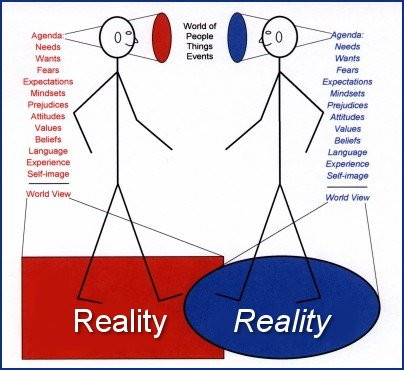 Agenda:
Needs
Wants
Fears
Expectations
Mindsets
Prejudices
Attitudes
Values
Beliefs
Language
Experience
Self-image
World View
World of
People
Things
Events
Agenda:
Needs
Wants
Fears
Expectations
Mindsets
Prejudices
Attitudes
Values
Beliefs
Language
Experience
Self-image
World View
Reality
Reality